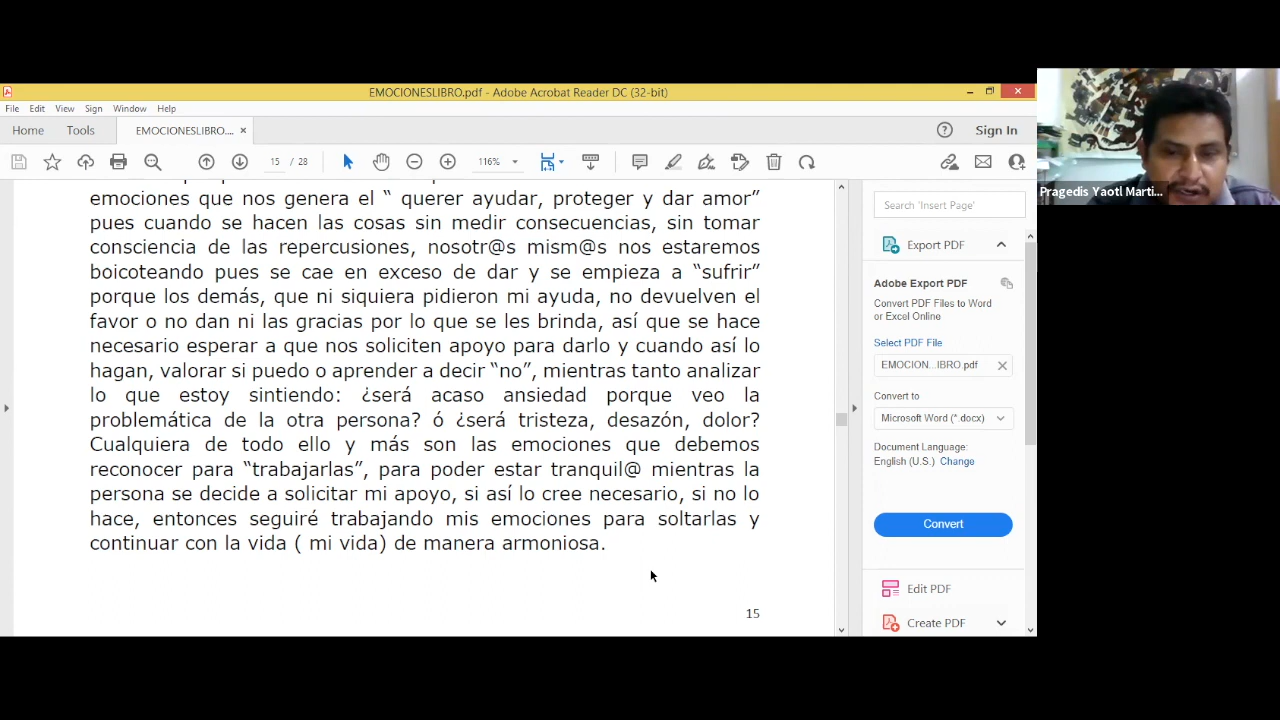 EMOCIONESLIBRO.pdf - Adobe Acrobat Reader DC (32-bit)
File Edit View Sign Window Help
Home Tools EMOCIONESLIBRO.... × Sign In
15 / 28 116%
emociones que nos genera el “ querer ayudar, proteger y dar amor”
pues cuando se hacen las cosas sin medir consecuencias, sin tomar
consciencia de las repercusiones, nosotr@s mism@s nos estaremos
boicoteando pues se cae en exceso de dar y se empieza a “sufrir”
porque los demás, que ni siquiera pidieron mi ayuda, no devuelven el
favor o no dan ni las gracias por lo que se les brinda, así que se hace
necesario esperar a que nos soliciten apoyo para darlo y cuando así lo
hagan, valorar si puedo o aprender a decir “no”, mientras tanto analizar
lo que estoy sintiendo: ¿será acaso ansiedad porque veo la
problemática de la otra persona? ó ¿será tristeza, desazón, dolor?
Cualquiera de todo ello y más son las emociones que debemos
reconocer para “trabajarlas”, para poder estar tranquil@ mientras la
persona se decide a solicitar mi apoyo, si así lo cree necesario, si no lo
hace, entonces seguiré trabajando mis emociones para soltarlas y
continuar con la vida ( mi vida) de manera armoniosa.
15
Search 'Insert Page'
Export PDF
Adobe Export PDF
Convert PDF Files to Word
or Excel Online
Select PDF File
EMOCION...IBRO.pdf
Convert to
Microsoft Word (*.docx)
Document Language:
English (U.S.) Change
Convert
Edit PDF
Create PDF
Pragedis Yaotl Marti...